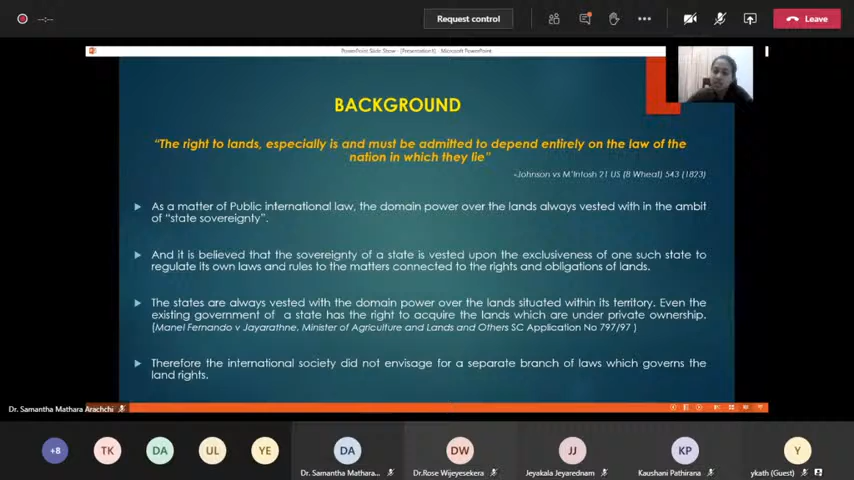 --:--
Request control
Leave
PowerPoint Slide Show - [Presentation1] - Microsoft PowerPoint
BACKGROUND
"The right to lands, especially is and must be admitted to depend entirely on the law of the
nation in which they lie"
-Johnson vs M'Intosh 21 US (8 Wheat) 543 (1823)
As a matter of Public international law, the domain power over the lands always vested with in the ambit
of "state sovereignty".
And it is believed that the sovereignty of a state is vested upon the exclusiveness of one such state to
regulate its own laws and rules to the matters connected to the rights and obligations of lands.
The states are always vested with the domain power over the lands situated within its territory. Even the
existing government of a state has the right to acquire the lands which are under private ownership.
(Manel Fernando v Jayarathne, Minister of Agriculture and Lands and Others SC Application No 797/97 )
Therefore the international society did not envisage for a separate branch of laws which governs the
land rights.
Dr. Samantha Mathara Arachchi
+8
TK
DA
UL
YE
DA
DW
JJ
KP
Y
Dr. Samantha Mathara...
Dr.Rose Wijeyesekera
Jeyakala Jeyarednam
Kaushani Pathirana
ykath (Guest)